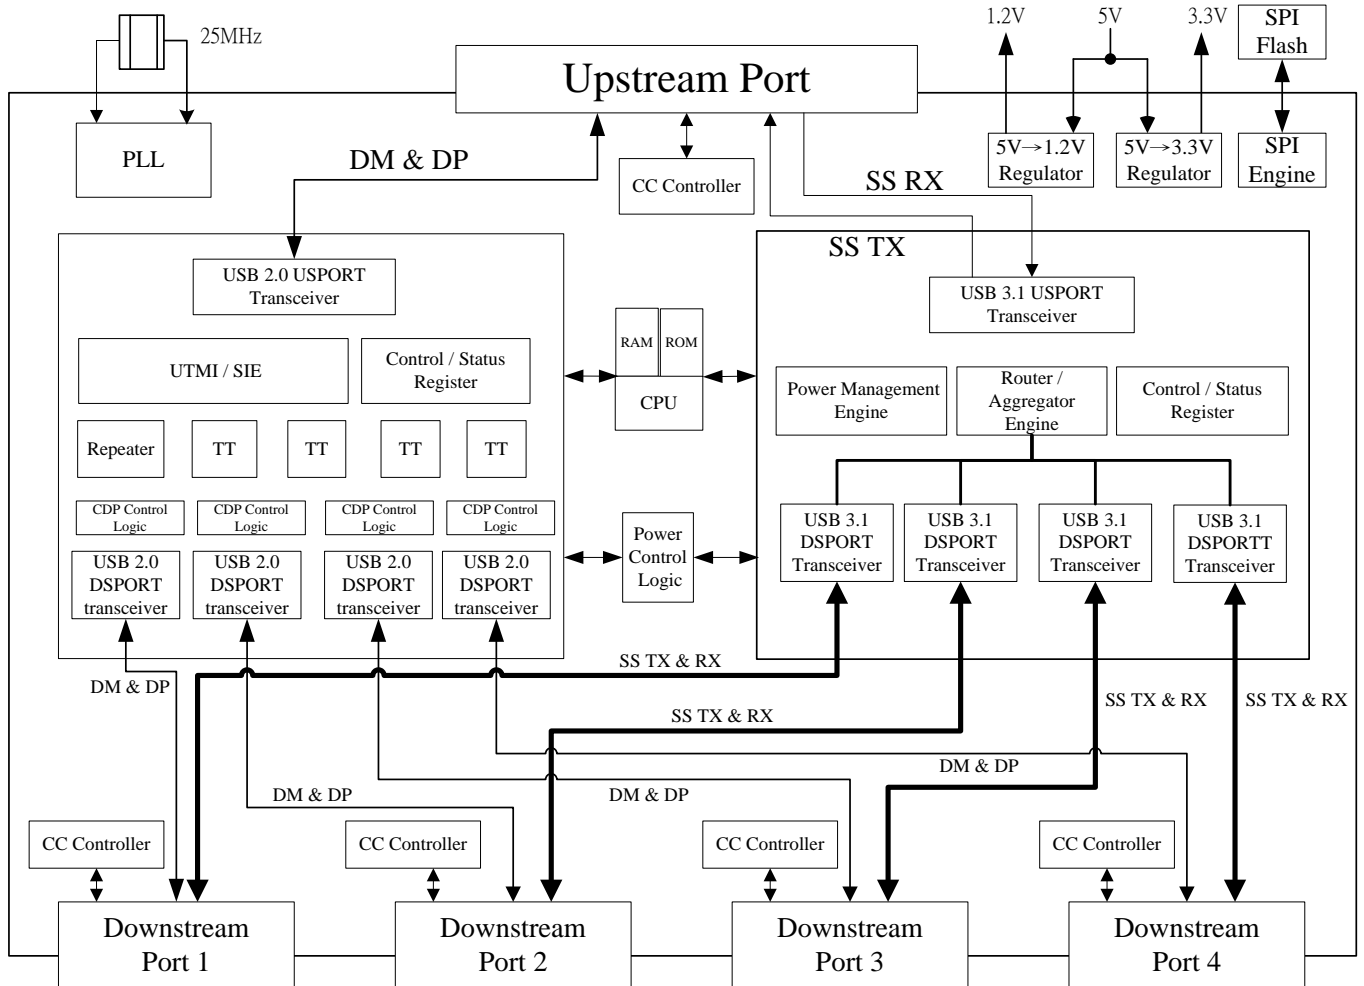 25MHz
1.2V
5V
3.3V
SPI
Flash
Upstream Port
PLL
DM & DP
CC Controller
SS RX
5V→1.2V
Regulator
5V→3.3V
Regulator
SPI
Engine
SS TX
USB 2.0 USPORT
Transceiver
USB 3.1 USPORT
Transceiver
UTMI / SIE
Control / Status
Register
RAM
ROM
CPU
Power Management
Engine
Router /
Aggregator
Engine
Control / Status
Register
Repeater
TT
TT
TT
TT
CDP Control
Logic
CDP Control
Logic
CDP Control
Logic
CDP Control
Logic
Power
Control
Logic
USB 3.1
DSPORT
Transceiver
USB 3.1
DSPORT
Transceiver
USB 3.1
DSPORT
Transceiver
USB 3.1
DSPORTT
Transceiver
USB 2.0
DSPORT
transceiver
USB 2.0
DSPORT
transceiver
USB 2.0
DSPORT
transceiver
USB 2.0
DSPORT
transceiver
DM & DP
SS TX & RX
SS TX & RX
SS TX & RX
SS TX & RX
DM & DP
DM & DP
DM & DP
CC Controller
CC Controller
CC Controller
CC Controller
Downstream
Port 1
Downstream
Port 2
Downstream
Port 3
Downstream
Port 4